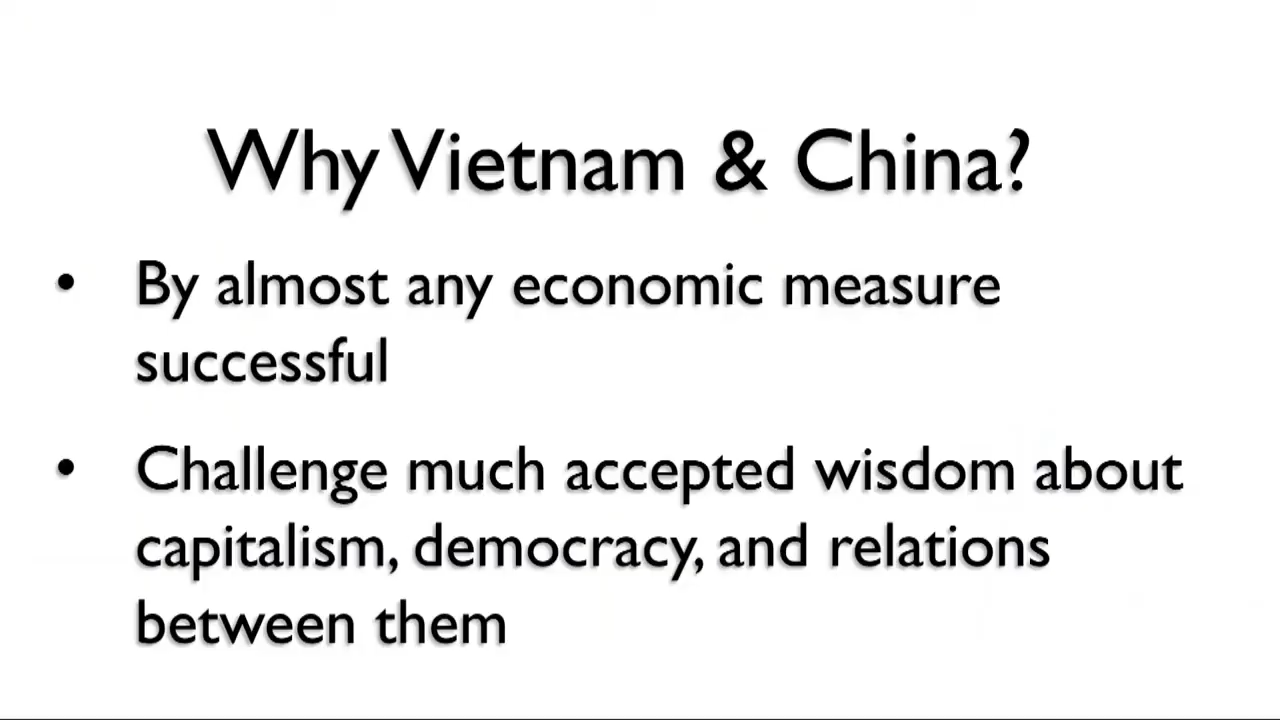 Why Vietnam & China?
• By almost any economic measure
successful
• Challenge much accepted wisdom about
capitalism, democracy, and relations
between them